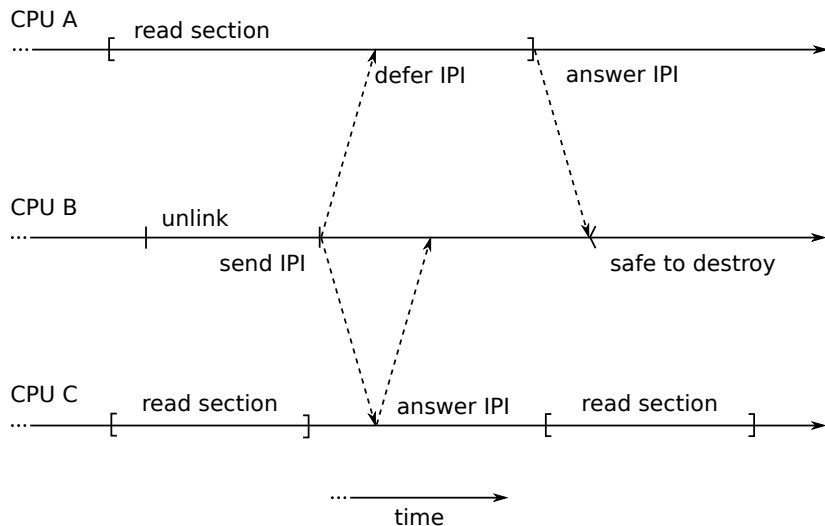 CPU A
read section
...
defer IPI
answer IPI
CPU B
unlink
...
send IPI
safe to destroy
CPU C
read section
answer IPI
read section
...
...
time